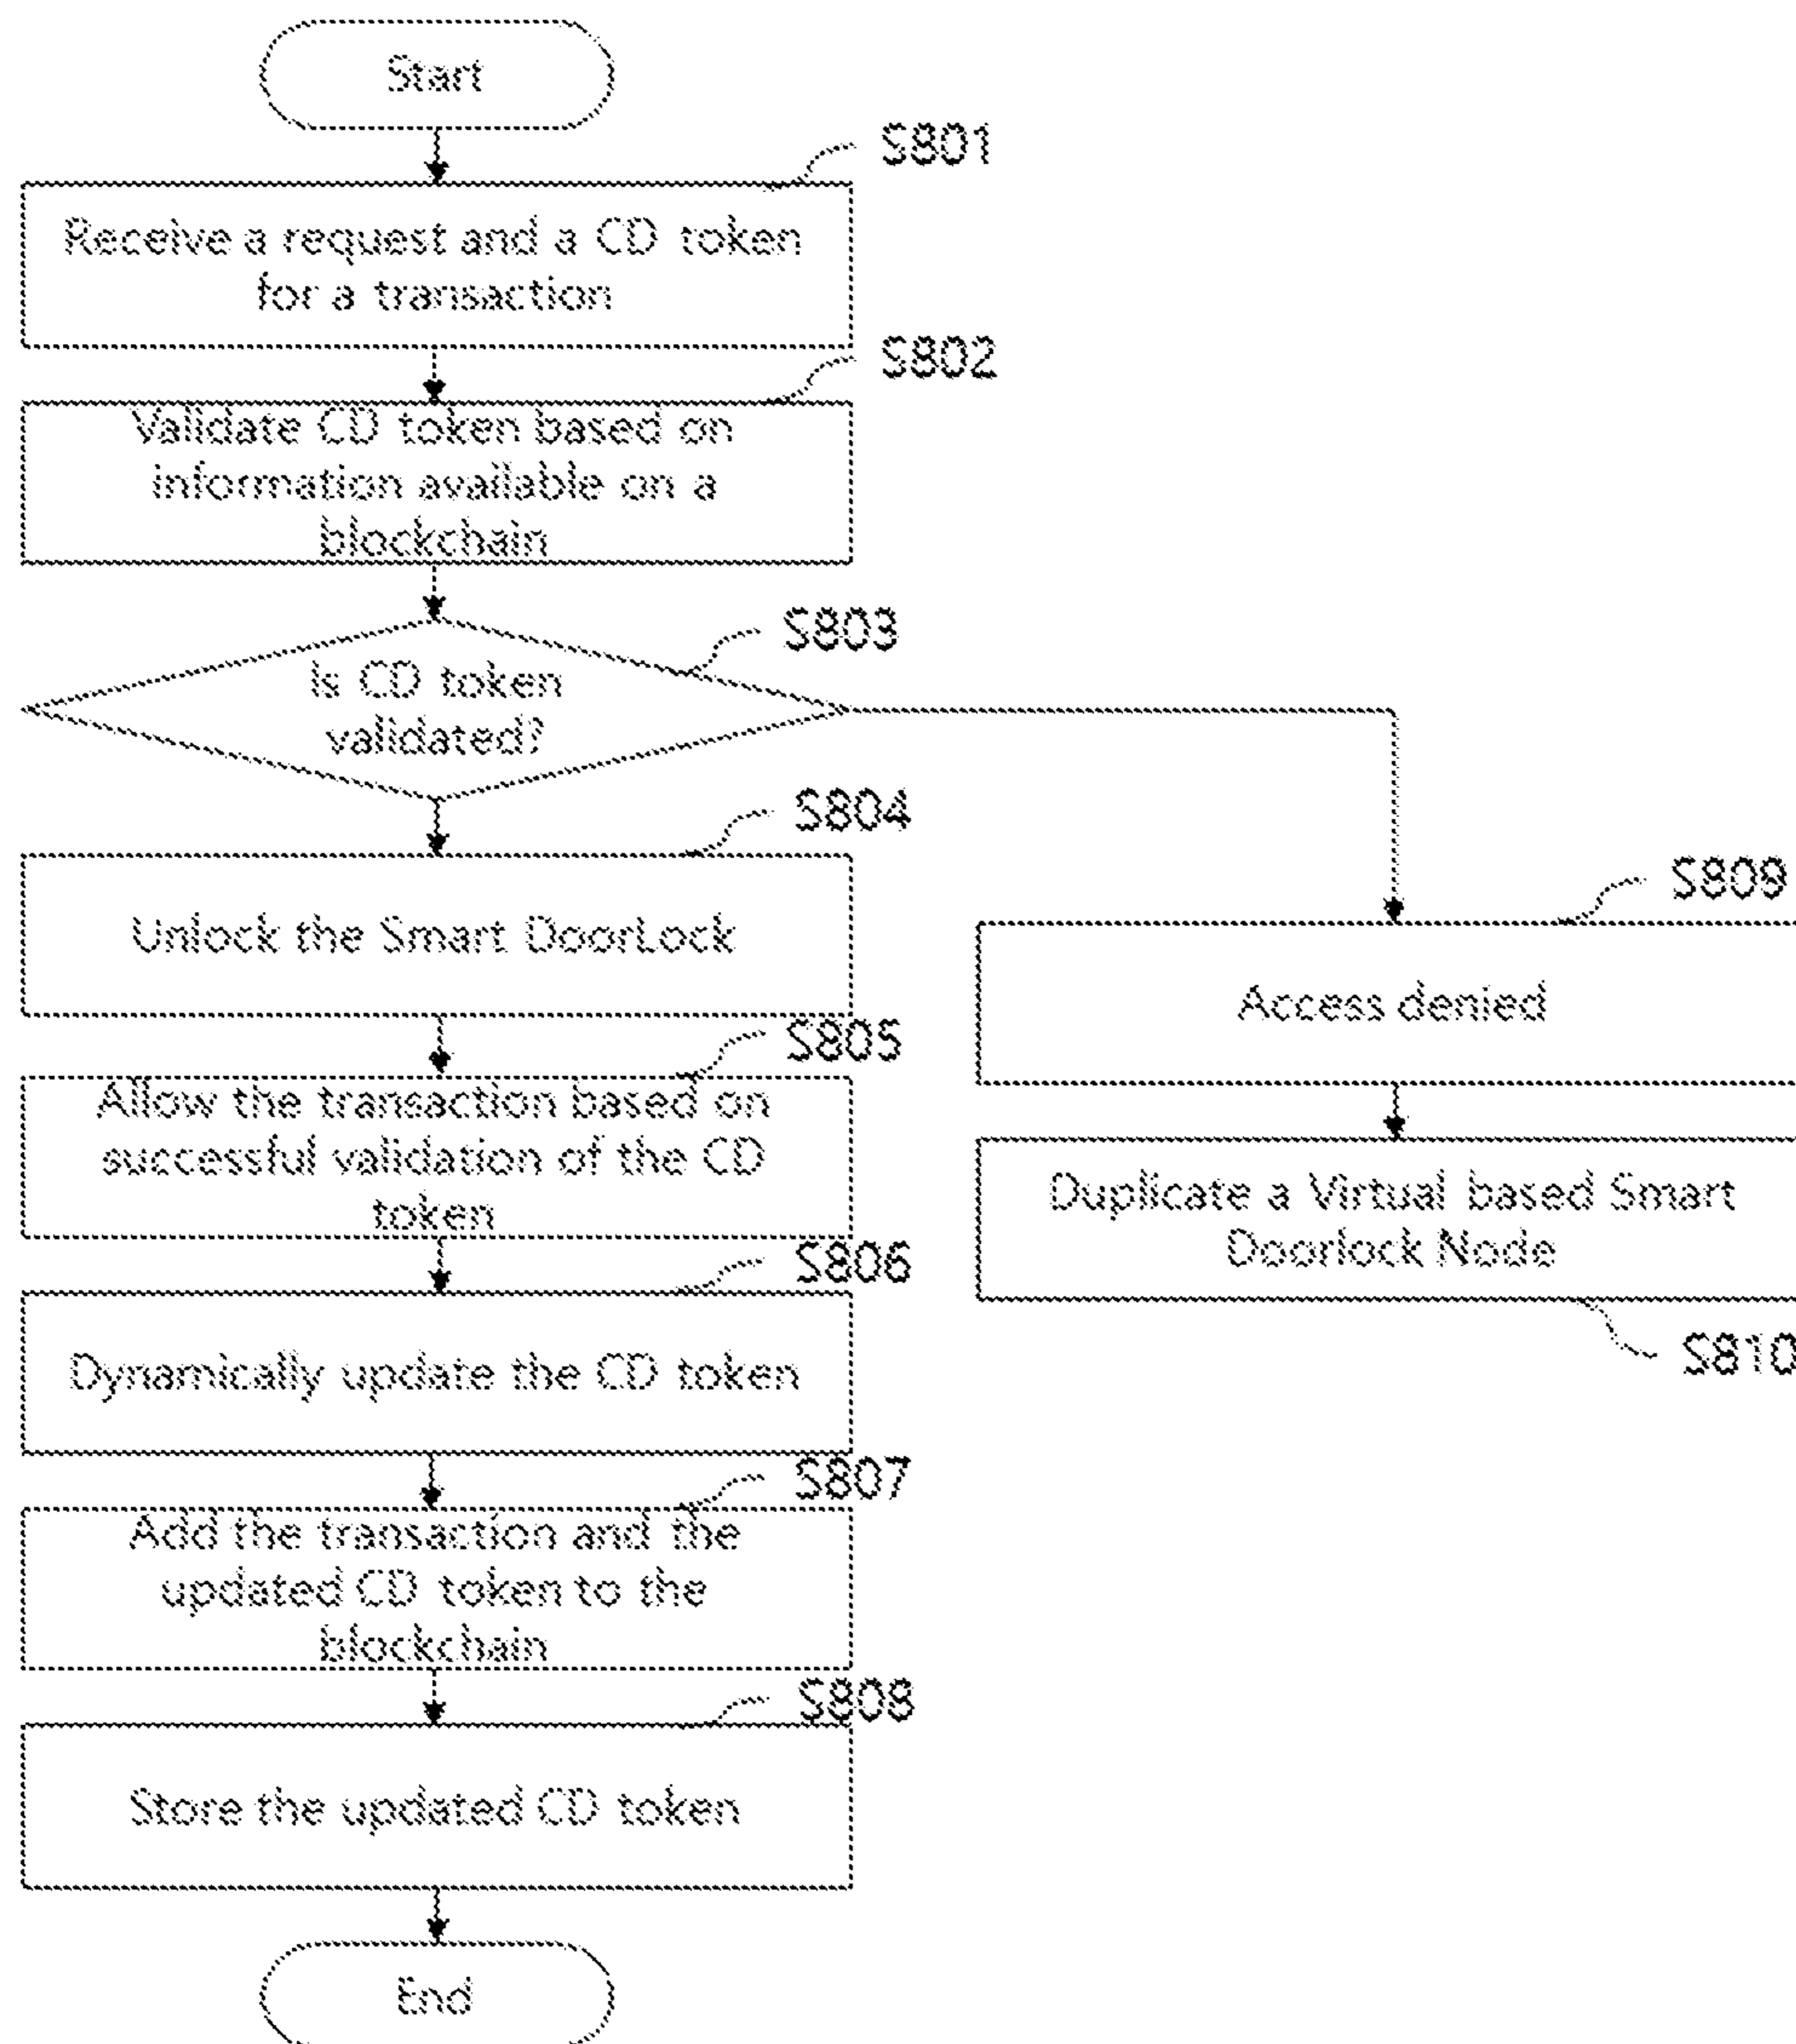 Start
S801
Receive a request and a CD token
for a transaction
S802
Validate CD token based on
information available on a
blockchain
S803
Is CD token
validated?
S804
Unlock the Smart DoorLock
S809
Access denied
S805
Allow the transaction based on
successful validation of the CD
token
Duplicate a Virtual based Smart
Doorlock Node
S810
S806
Dynamically update the CD token
S807
Add the transaction and the
updated CD token to the
blockchain
S808
Store the updated CD token
End